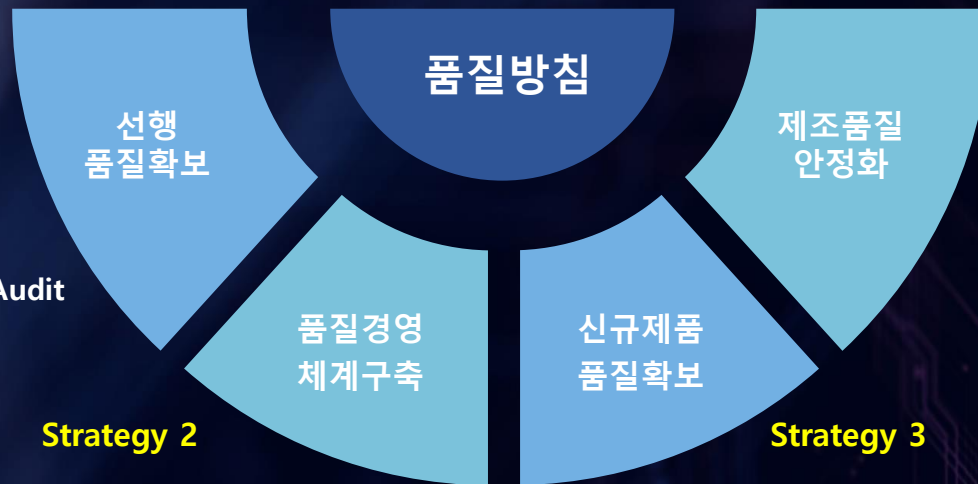 품질방침
선행
품질확보
제조품질
안정화
Audit
품질경영
체계구축
신규제품
품질확보
Strategy 2
Strategy 3